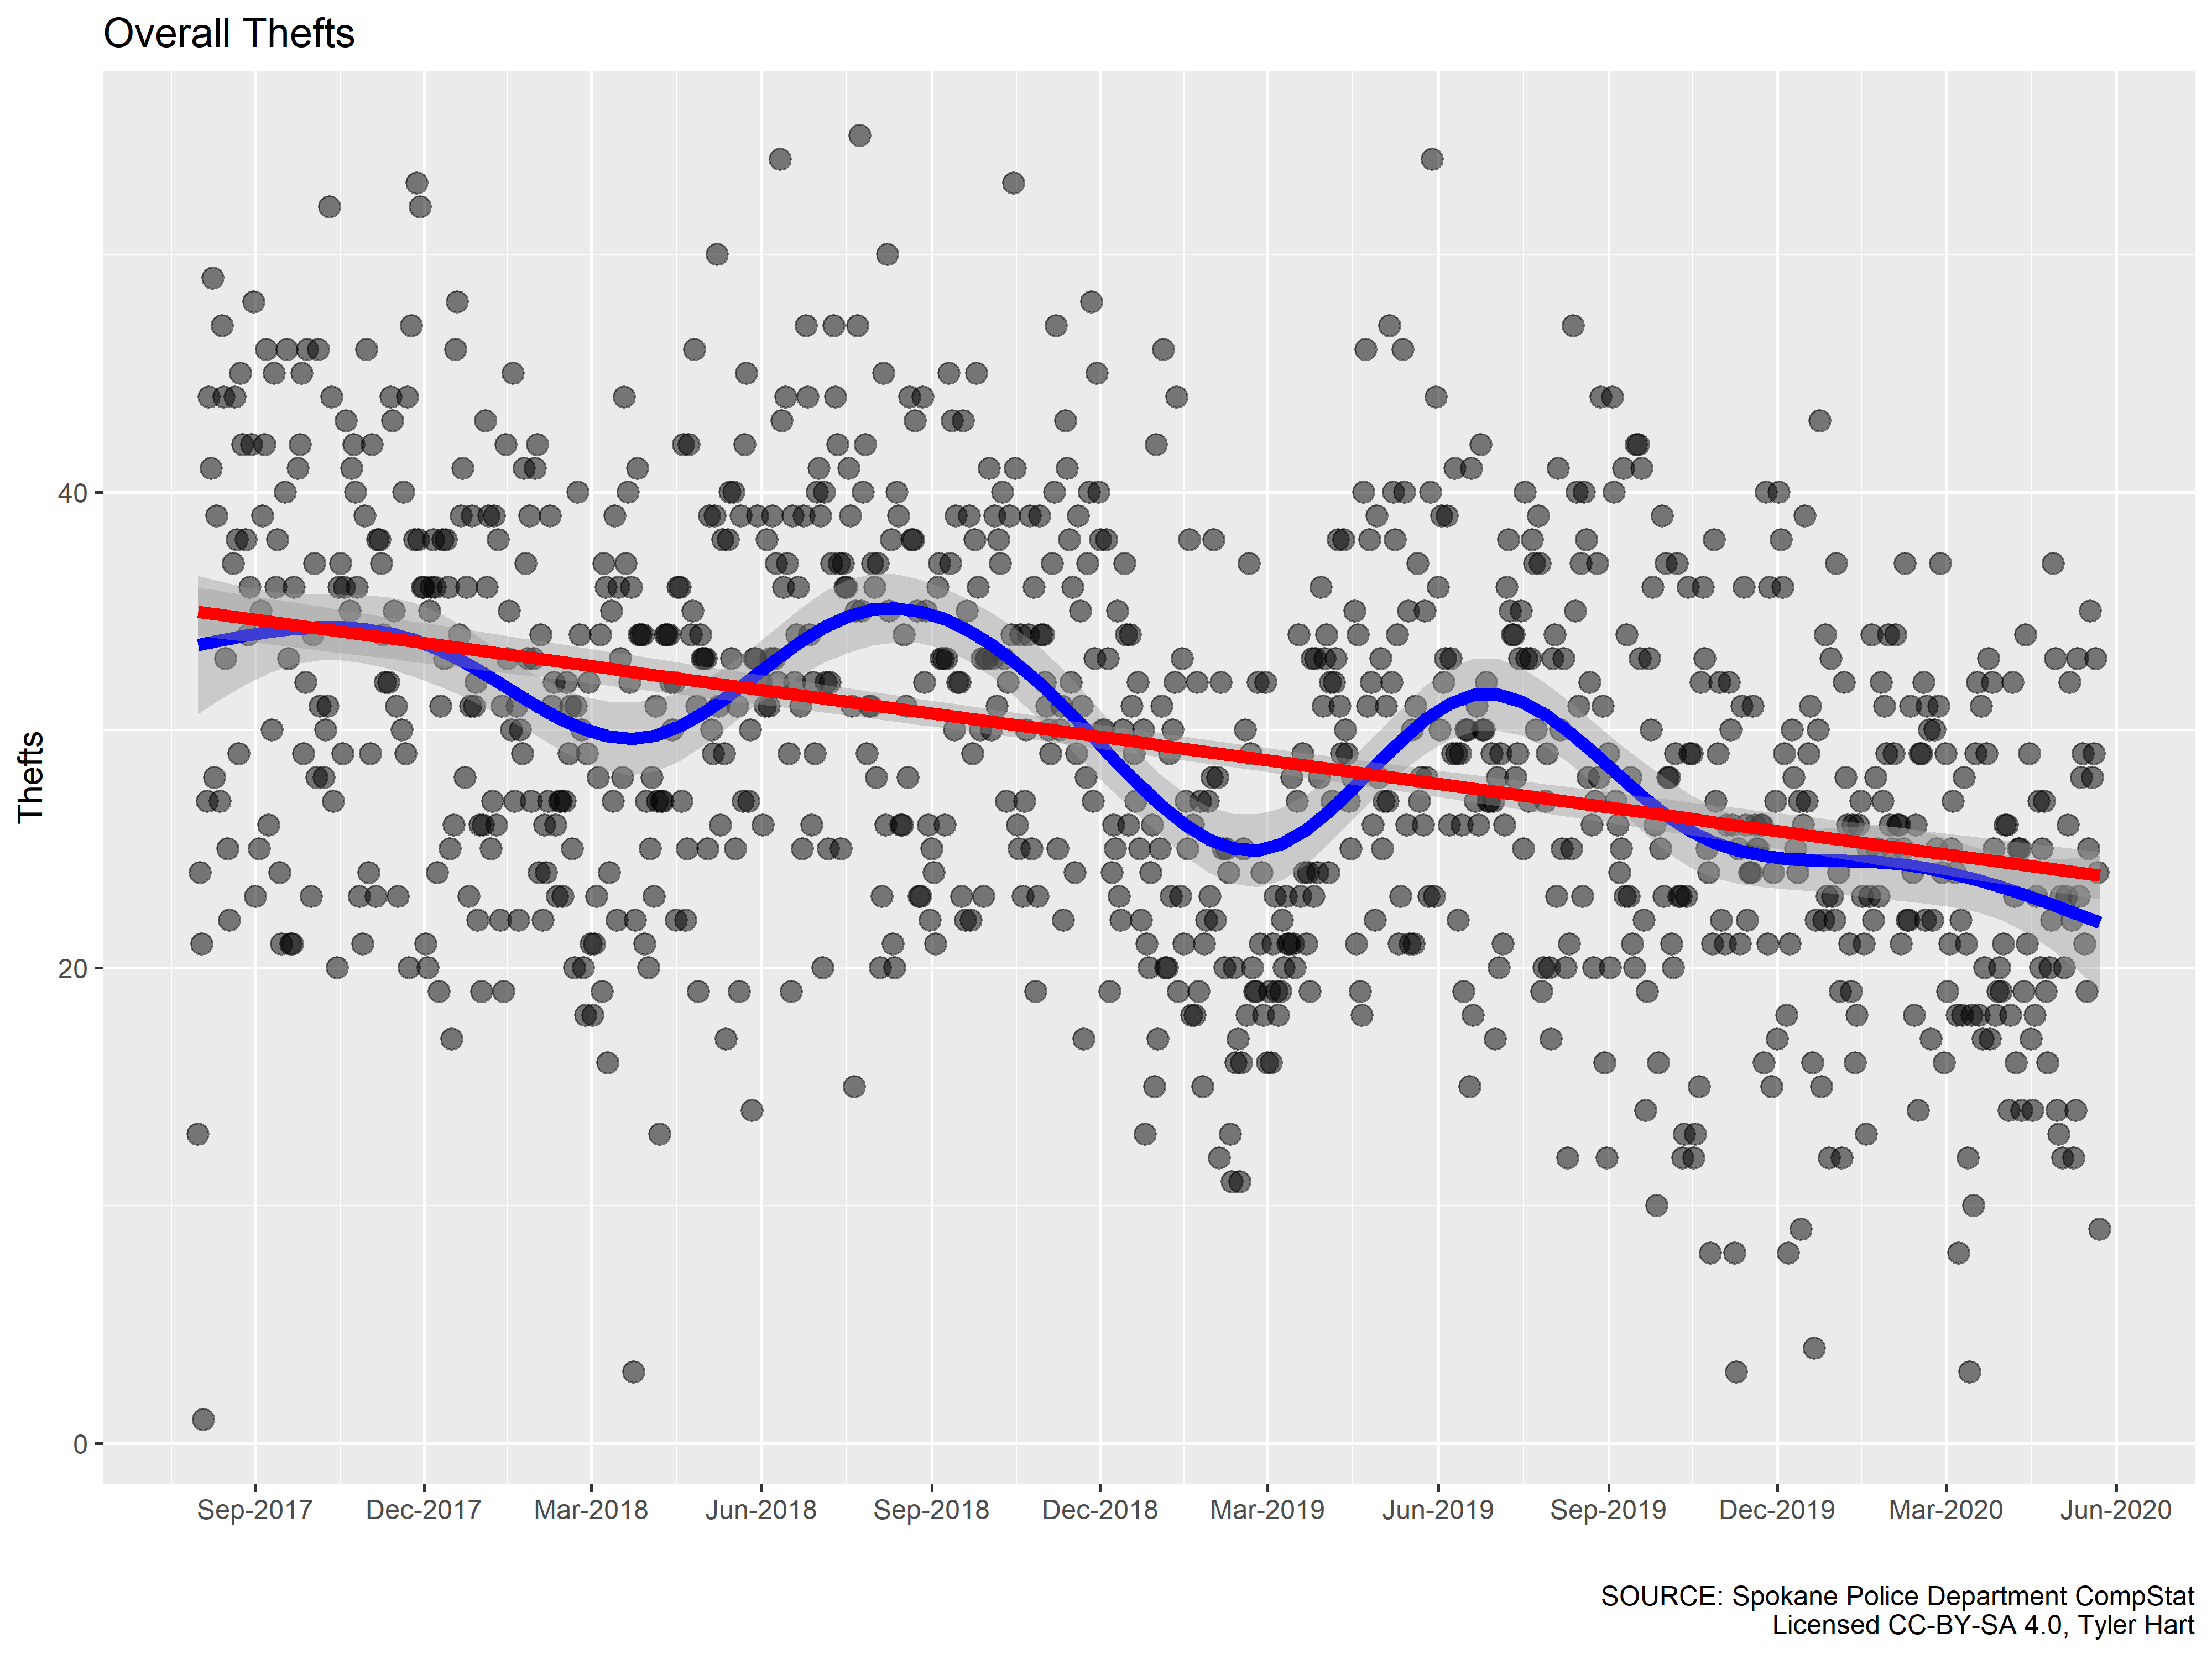 Overall Thefts
Thefts
40
20
0
Sep-2017 Dec-2017 Mar-2018 Jun-2018 Sep-2018 Dec-2018 Mar-2019 Jun-2019 Sep-2019 Dec-2019 Mar-2020 Jun-2020
SOURCE: Spokane Police Department CompStat
Licensed CC-BY-SA 4.0, Tyler Hart